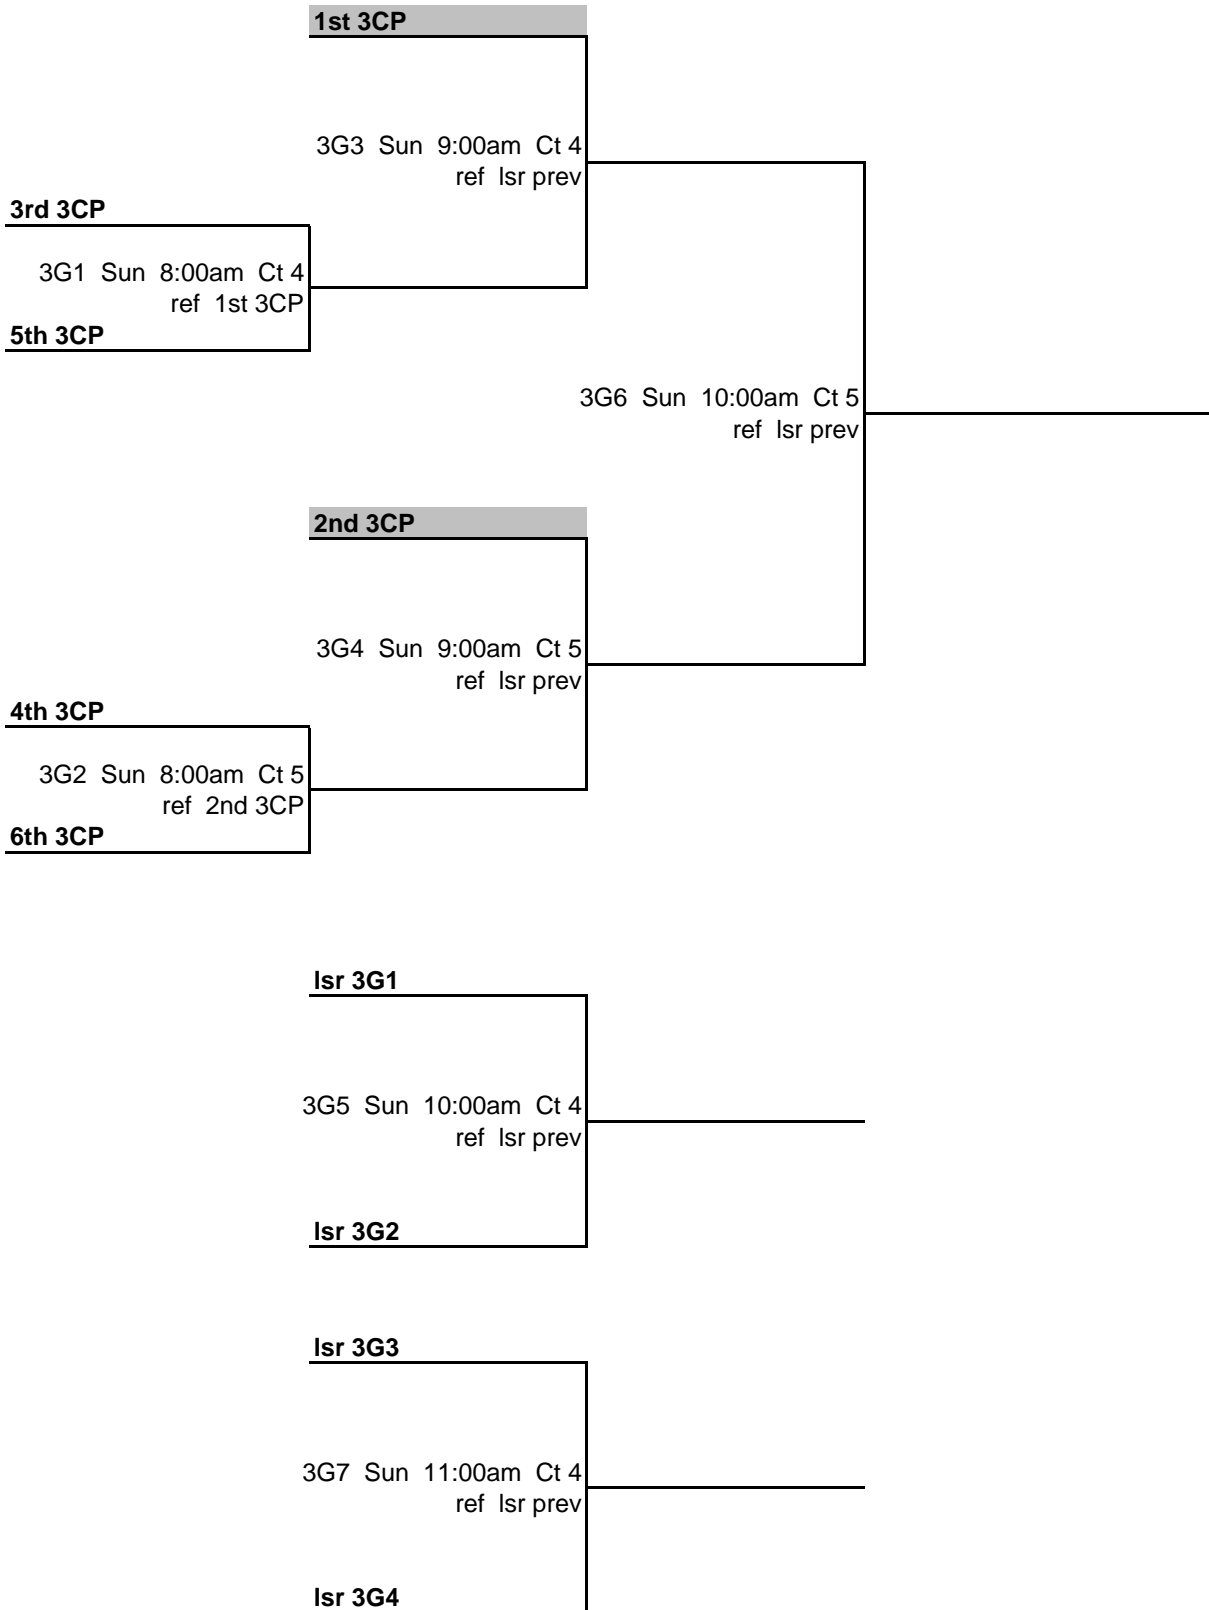 1st 3CP
3G3 Sun 9:00am Ct 4
ref lsr prev
3rd 3CP
3G1 Sun 8:00am Ct 4
ref 1st 3CP
5th 3CP
3G6 Sun 10:00am Ct 5
ref lsr prev
2nd 3CP
3G4 Sun 9:00am Ct 5
ref lsr prev
4th 3CP
3G2 Sun 8:00am Ct 5
ref 2nd 3CP
6th 3CP
lsr 3G1
3G5 Sun 10:00am Ct 4
ref lsr prev
lsr 3G2
lsr 3G3
3G7 Sun 11:00am Ct 4
ref lsr prev
lsr 3G4